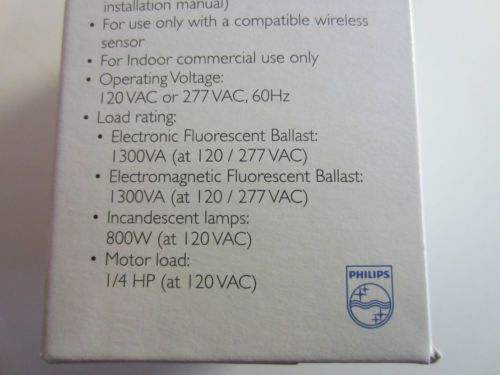 installation manual)
• For use only with a compatible wireless
sensor
• For Indoor commercial use only
• Operating Voltage:
120 VAC or 277 VAC, 60Hz
• Load rating:
• Electronic Fluorescent Ballast:
1300VA (at 120 / 277 VAC)
• Electromagnetic Fluorescent Ballast:
1300VA (at 120 / 277 VAC)
• Incandescent lamps:
800W (at 120 VAC)
• Motor load:
1/4 HP (at 120 VAC)
PHILIPS